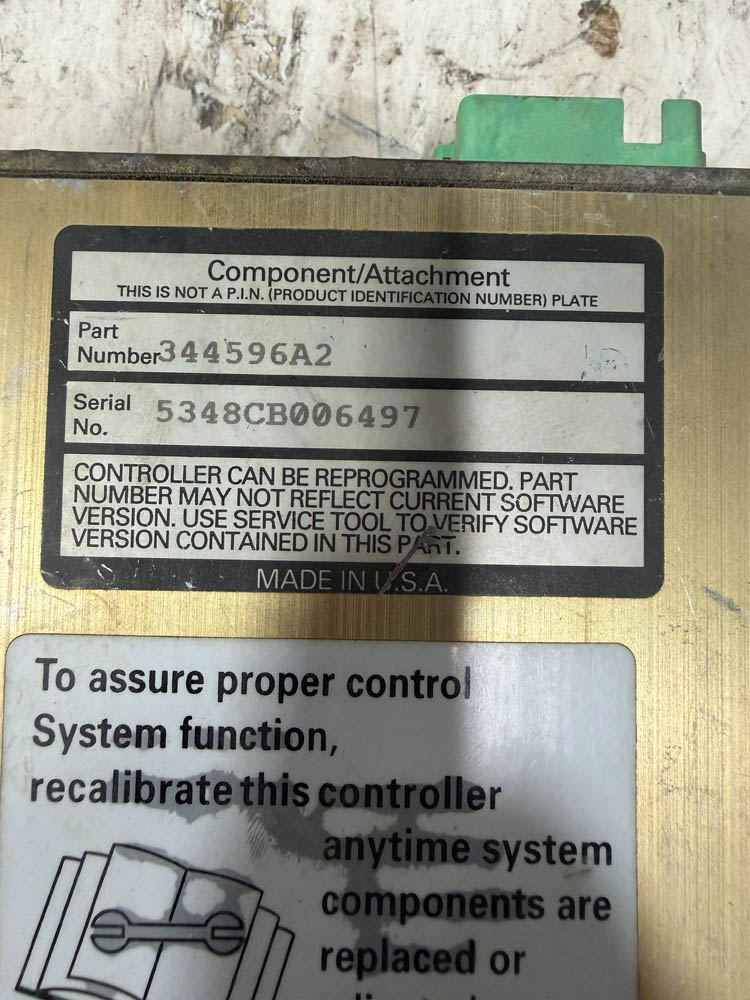 Component/Attachment
THIS IS NOT A P.I.N. (PRODUCT IDENTIFICATION NUMBER) PLATE
Part
Number 344596A2
Serial
No. 5348CB006497
CONTROLLER CAN BE REPROGRAMMED. PART
NUMBER MAY NOT REFLECT CURRENT SOFTWARE
VERSION. USE SERVICE TOOL TO VERIFY SOFTWARE
VERSION CONTAINED IN THIS PART.
MADE IN U.S.A.
To assure proper control
System function,
recalibrate this controller
anytime system
components are
replaced or